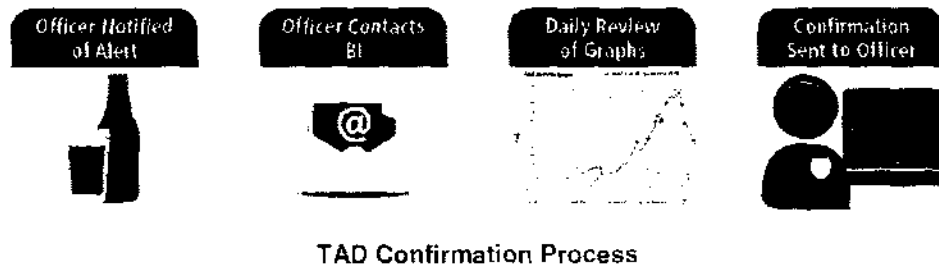 Officer Notified
of Alert
Officer Contacts
BI
Daily Review
of Graphs
Confirmation
Sent to Officer
@
TAD Confirmation Process